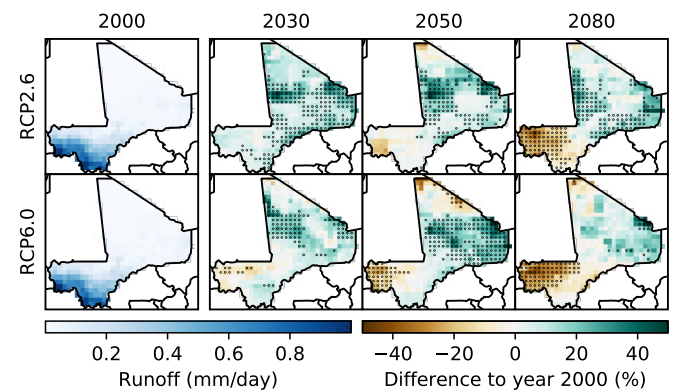 2000 2030 2050 2080
RCP2.6
RCP6.0
0.2 0.4 0.6 0.8 −40 −20 0 20 40
Runoff (mm/day) Difference to year 2000 (%)